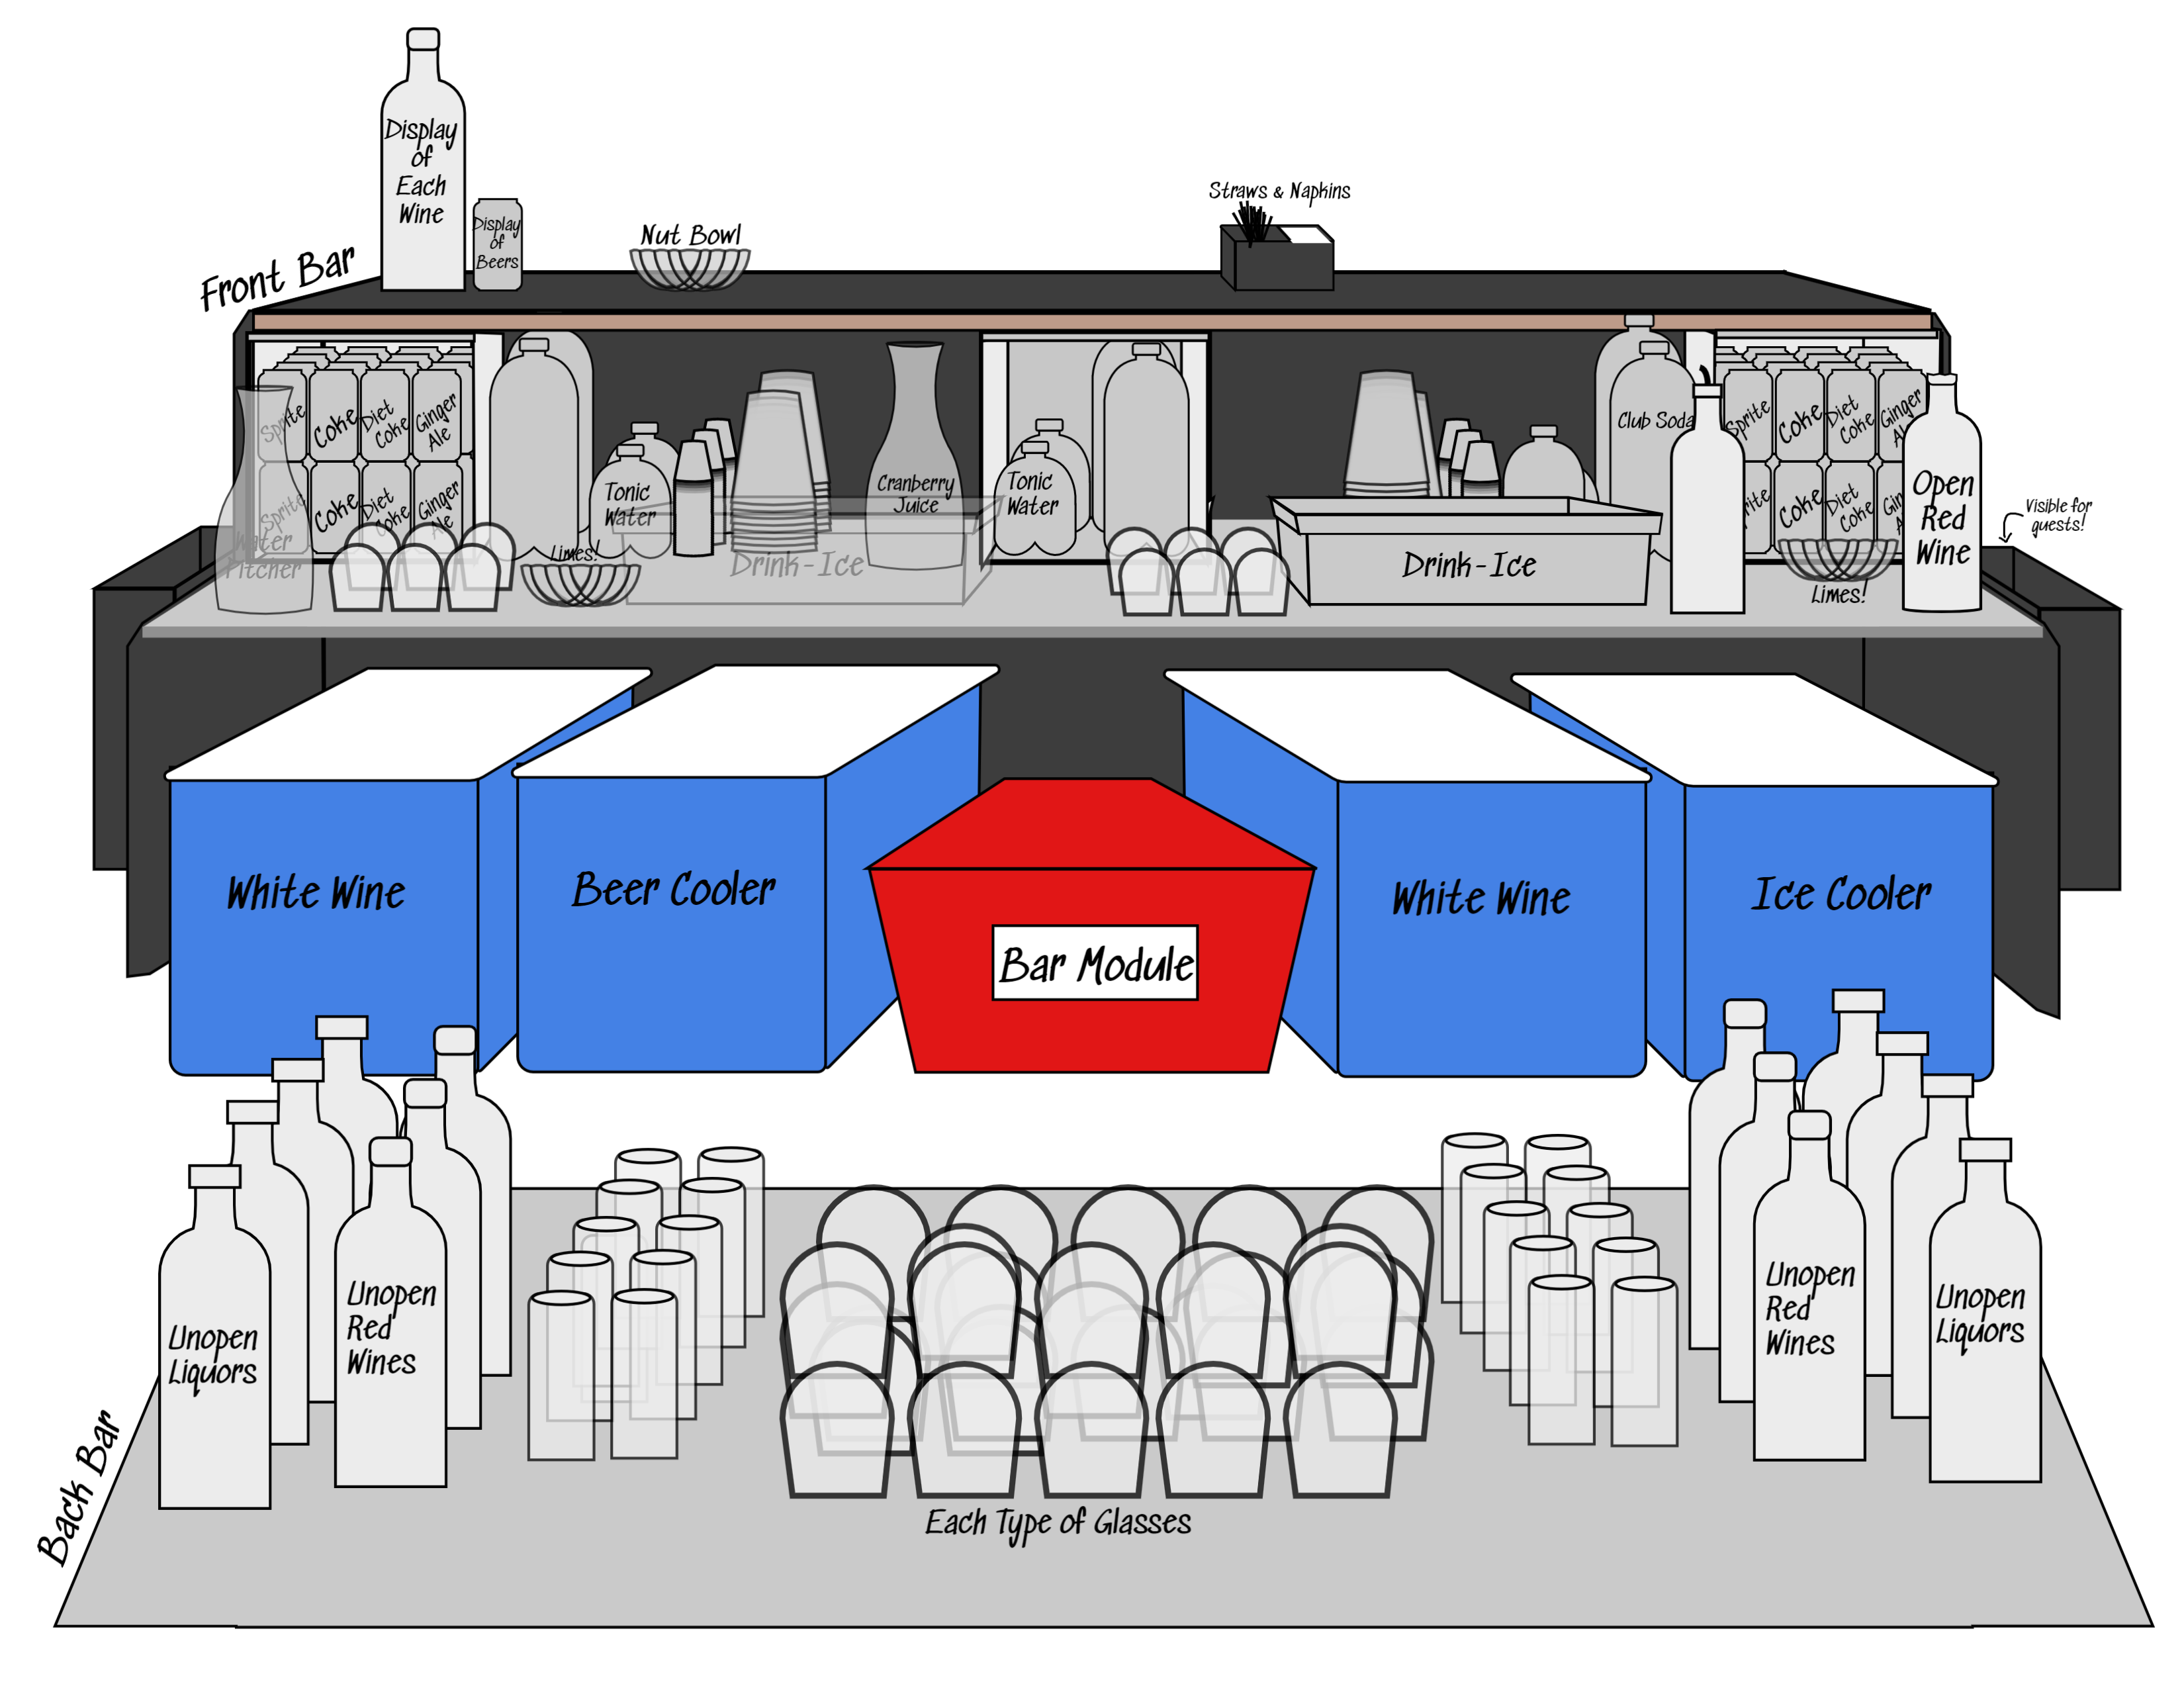 Display
of
Each
Wine
Display
of
Beers
Nut Bowl
Straws & Napkins
Front Bar
Sprite
Coke
Diet
Coke
Ginger
Ale
Sprite
Coke
Diet
Coke
Ginger
Ale
Water
Pitcher
Limes!
Tonic
Water
Drink-Ice
Cranberry
Juice
Tonic
Water
Drink-Ice
Club Soda
Sprite
Coke
Diet
Coke
Ginger
Coke
Diet
Coke
Limes!
Open
Red
Wine
Visible for
guests!
White Wine
Beer Cooler
Bar Module
White Wine
Ice Cooler
Unopen
Liquors
Unopen
Red
Wines
Unopen
Red
Wines
Unopen
Liquors
Each Type of Glasses
Back Bar